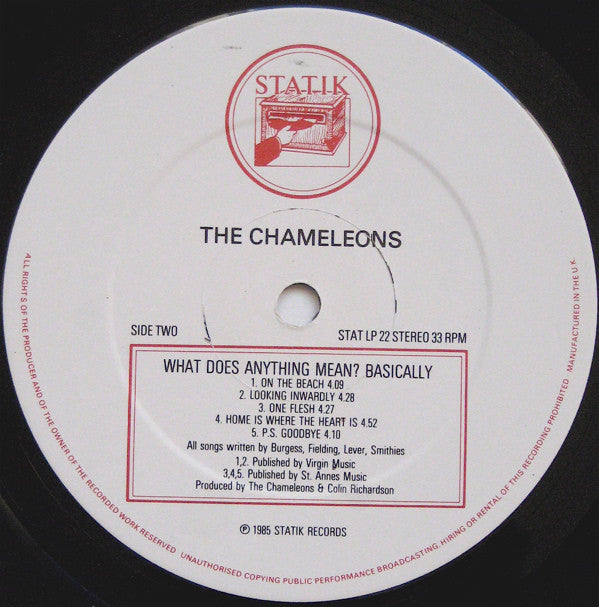 STATIK
THE CHAMELEONS
SIDE TWO
STAT LP 22 STEREO 33 RPM
WHAT DOES ANYTHING MEAN? BASICALLY
1. ON THE BEACH 4.09
2. LOOKING INWARDLY 4.28
3. ONE FLESH 4.27
4. HOME IS WHERE THE HEART IS 4.52
5. P.S. GOODBYE 4.10
All songs written by Burgess, Fielding, Lever, Smithies
1,2. Published by Virgin Music
3,4,5. Published by St. Annes Music
Produced by The Chameleons & Colin Richardson
℗ 1985 STATIK RECORDS
ALL RIGHTS OF THE PRODUCER AND OF THE OWNER OF THE RECORDED WORK RESERVED  UNAUTHORISED COPYING PUBLIC PERFORMANCE BROADCASTING. HIRING OR RENTAL OF THIS RECORDING PROHIBITED  MANUFACTURED IN THE U.K.